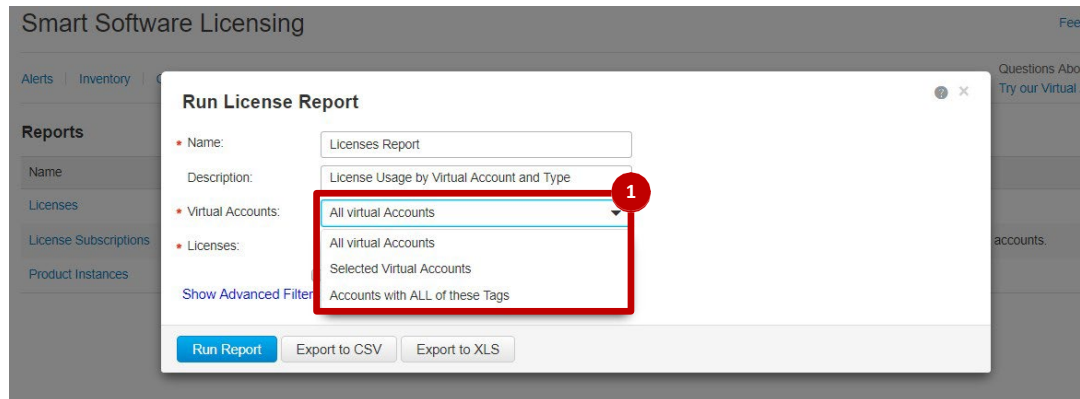 Smart Software Licensing
Fee
Alerts Inventory
Questions Abo
Try our Virtual
Run License Report
Reports
* Name: Licenses Report
Name
Description: License Usage by Virtual Account and Type
1
Licenses
* Virtual Accounts: All virtual Accounts
License Subscriptions
* Licenses: All virtual Accounts
accounts.
Selected Virtual Accounts
Product Instances
Show Advanced Filter Accounts with ALL of these Tags
Run Report Export to CSV Export to XLS